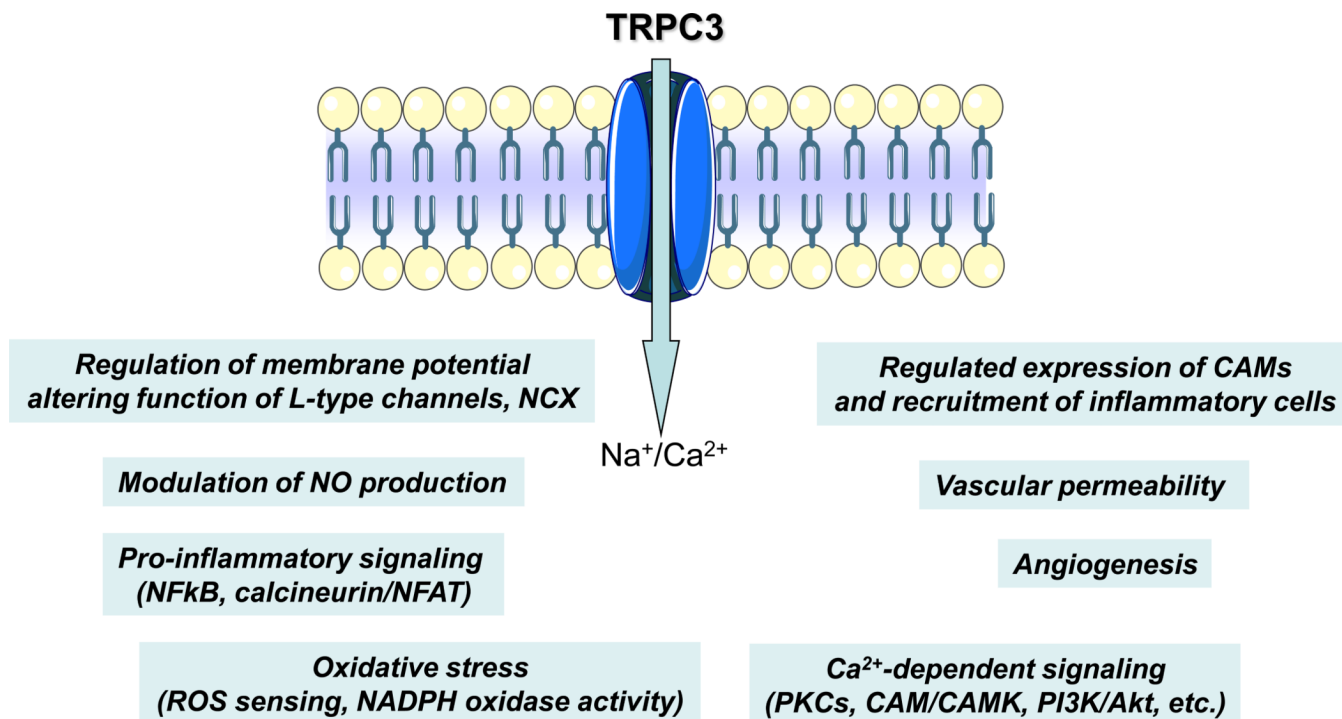 TRPC3
Regulation of membrane potential
altering function of L-type channels, NCX
Modulation of NO production
Pro-inflammatory signaling
(NFkB, calcineurin/NFAT)
Oxidative stress
(ROS sensing, NADPH oxidase activity)
Na⁺/Ca²⁺
Regulated expression of CAMs
and recruitment of inflammatory cells
Vascular permeability
Angiogenesis
Ca²⁺-dependent signaling
(PKCs, CAM/CAMK, PI3K/Akt, etc.)